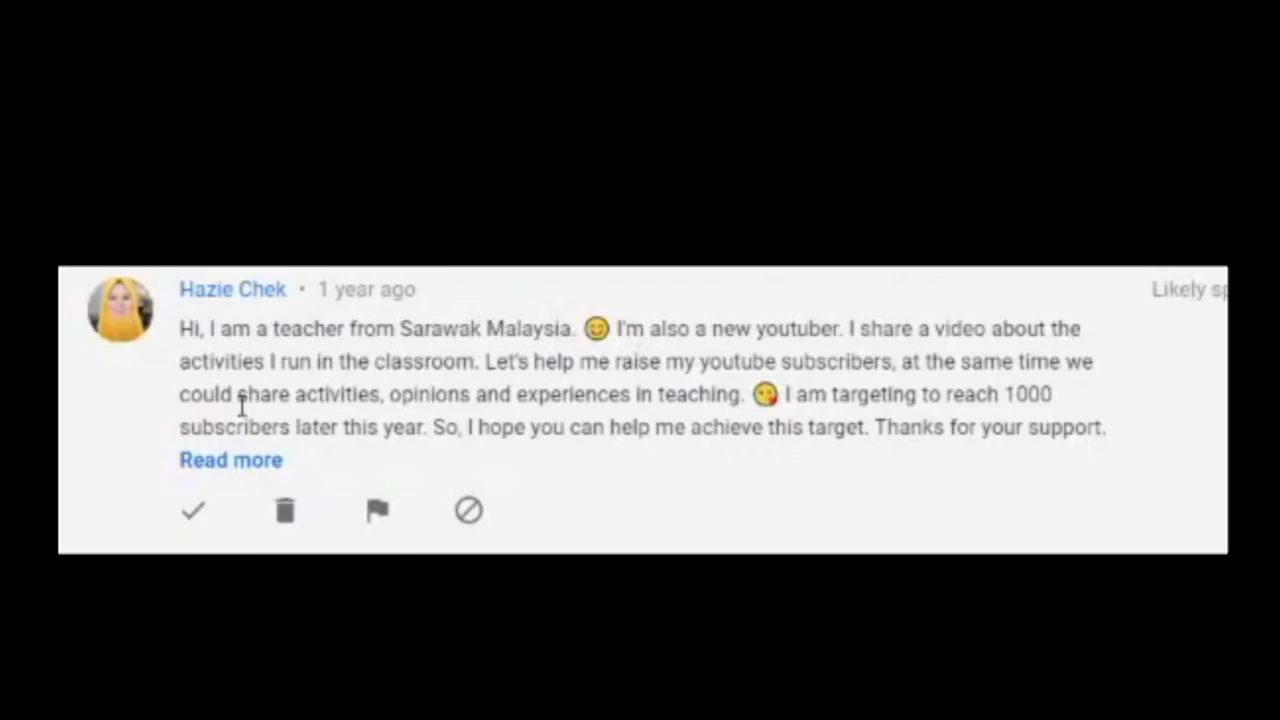 Hazie Chek • 1 year ago
Likely
Hi, I am a teacher from Sarawak Malaysia. 😊 I'm also a new youtuber. I share a video about the
activities I run in the classroom. Let's help me raise my youtube subscribers, at the same time we
could share activities, opinions and experiences in teaching. 😘 I am targeting to reach 1000
subscribers later this year. So, I hope you can help me achieve this target. Thanks for your support.
Read more